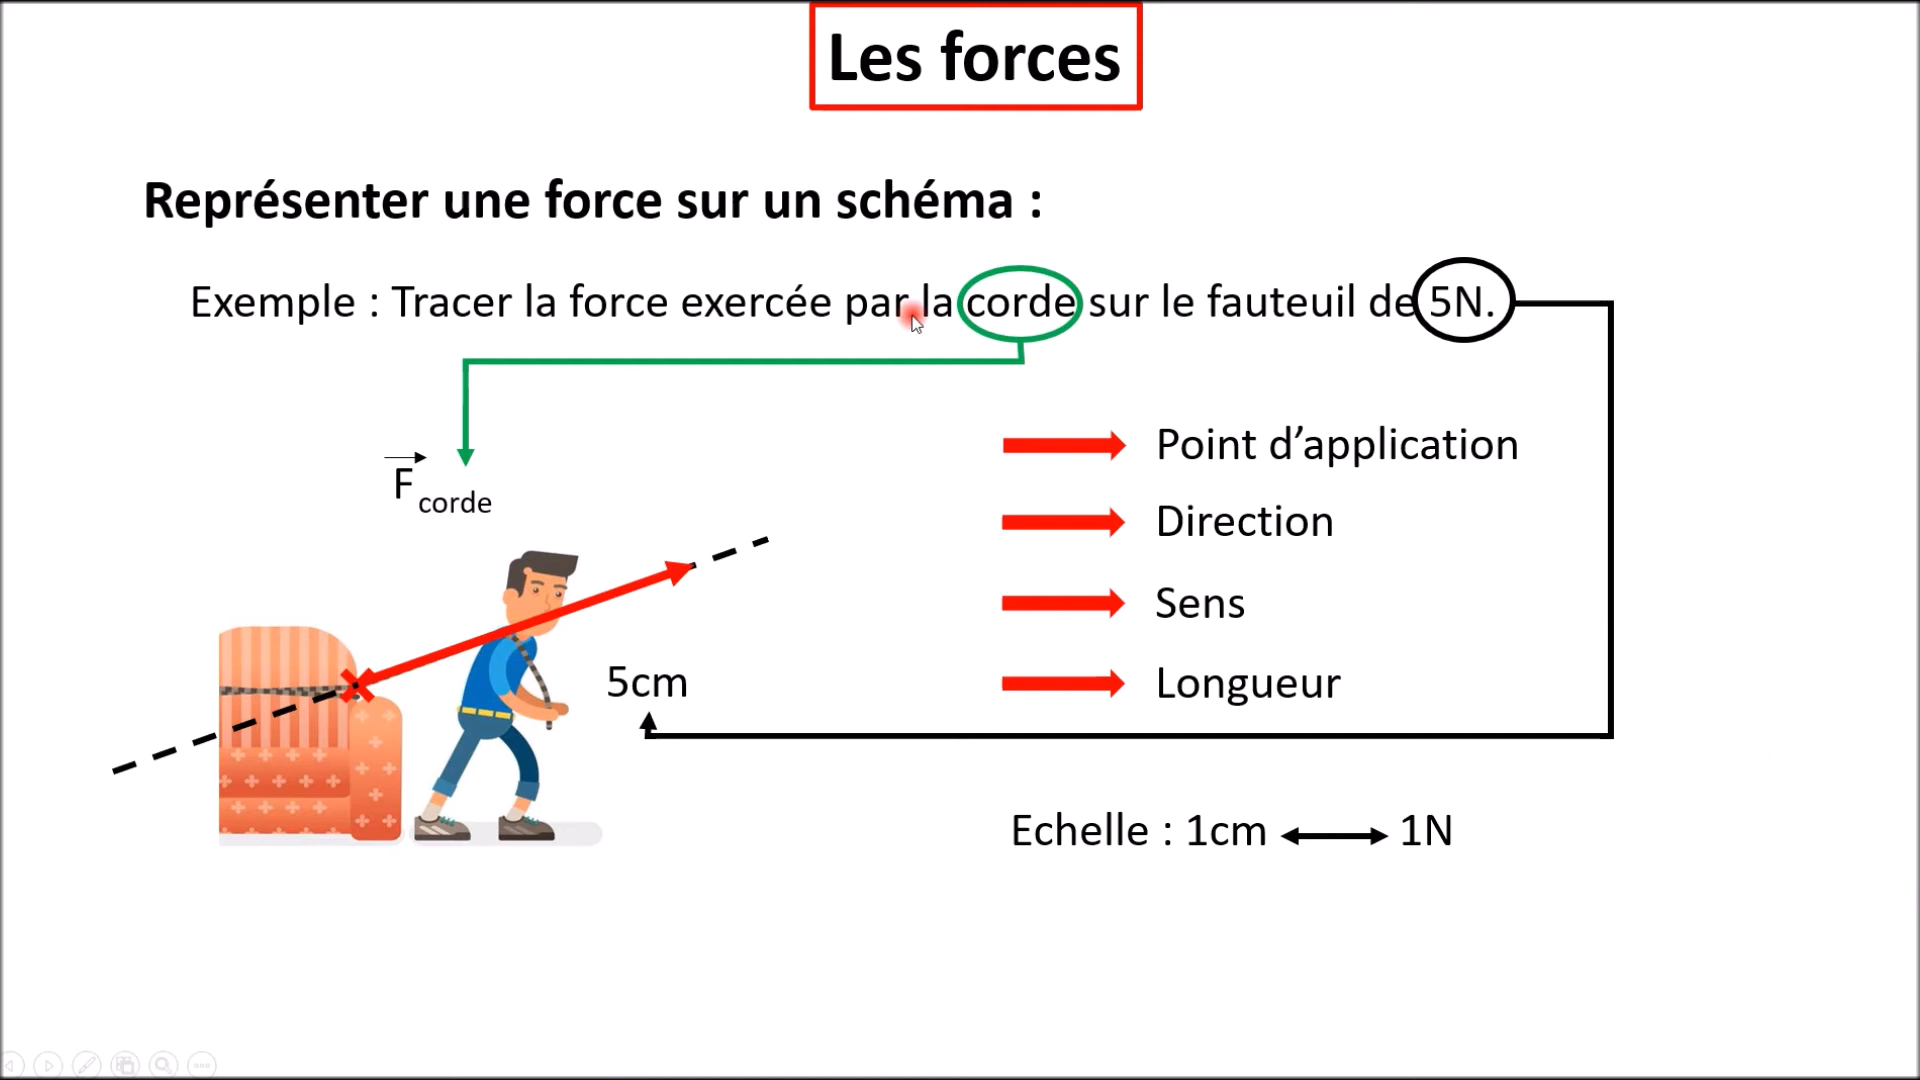 Les forces
Représenter une force sur un schéma :
Exemple : Tracer la force exercée par la corde sur le fauteuil de 5N.
F corde
Point d’application
Direction
Sens
5cm
Longueur
Echelle : 1cm ⟷ 1N